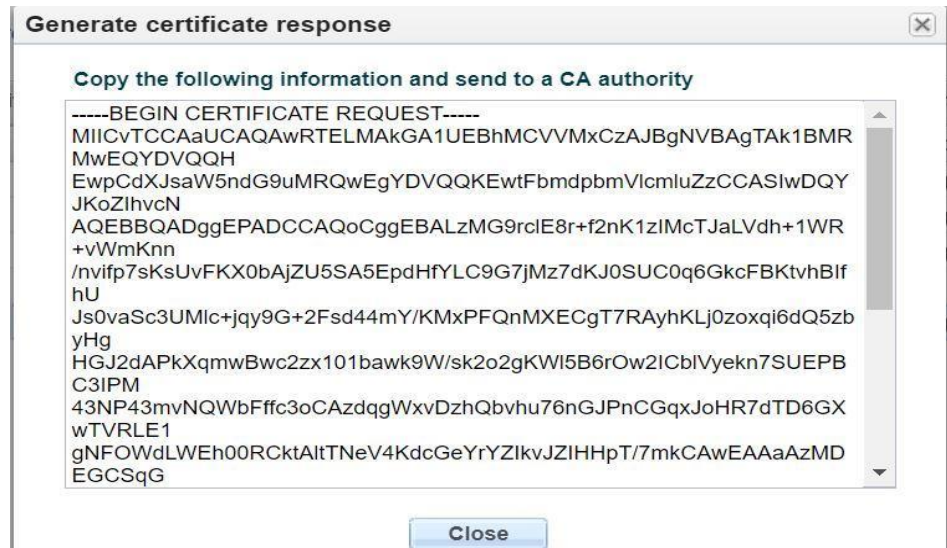 Generate certificate response
Copy the following information and send to a CA authority
-----BEGIN CERTIFICATE REQUEST-----
MIICvTCCAaUCAQAwRTELMAkGA1UEBhMCVVMxCzAJBgNVBAgTAk1BMR
MwEQYDVQQH
EwpCdXJsaW5ndG9uMRQwEgYDVQQKEwtFbmdpbmVlcmluZzCCASIwDQY
JKoZIhvcN
AQEBBQADggEPADCCAQoCggEBALzMG9rclE8r+f2nK1zIMcTJaLVdh+1WR
+vWmKnn
/nvifp7sKsUvFKX0bAjZU5SA5EpdHfYLC9G7jMz7dKJ0SUC0q6GkcFBKtvhBIf
hU
Js0vaSc3UMlc+jqy9G+2Fsd44mY/KMxPFQnMXECgT7RAyhKLj0zoxqi6dQ5zb
yHg
HGJ2dAPkXqmwBwc2zx101bawk9W/sk2o2gKWl5B6rOw2ICblVyekn7SUEPB
C3IPM
43NP43mvNQWbFffc3oCAzdqgWxvDzhQbvhu76nGJPnCGqxJoHR7dTD6GX
wTVRLE1
gNFOWdLWEh00RCktAltTNeV4KdcGeYrYZIkvJZIHHpT/7mkCAwEAAaAzMD
EGCSqG
Close